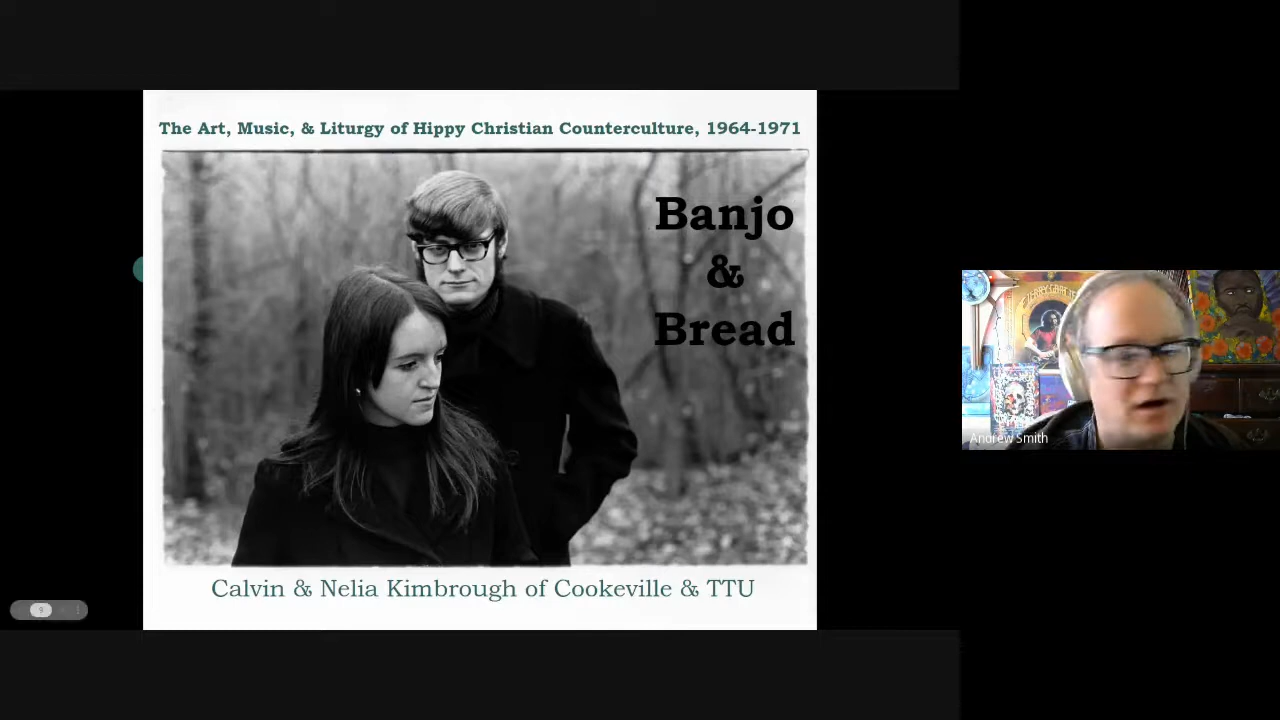 The Art, Music, & Liturgy of Hippy Christian Counterculture, 1964-1971
Banjo
&
Bread
Calvin & Nelia Kimbrough of Cookeville & TTU
9
Andrew Smith